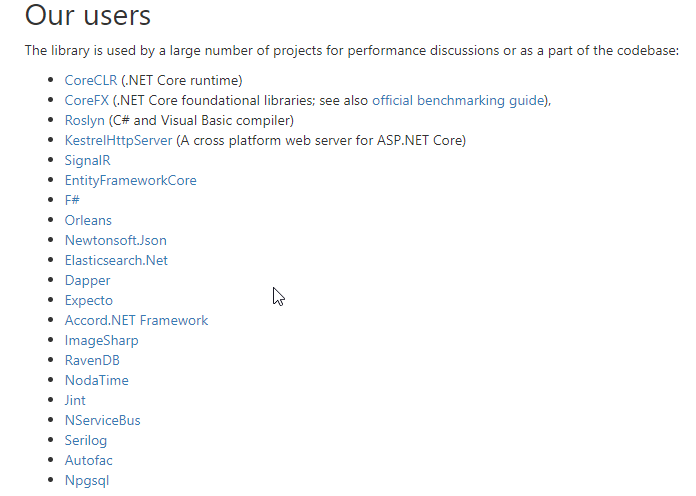 Our users
The library is used by a large number of projects for performance discussions or as a part of the codebase:
CoreCLR (.NET Core runtime)
CoreFX (.NET Core foundational libraries; see also official benchmarking guide),
Roslyn (C# and Visual Basic compiler)
KestrelHttpServer (A cross platform web server for ASP.NET Core)
SignalR
EntityFrameworkCore
F#
Orleans
Newtonsoft.Json
Elasticsearch.Net
Dapper
Expecto
Accord.NET Framework
ImageSharp
RavenDB
NodaTime
Jint
NServiceBus
Serilog
Autofac
Npgsql